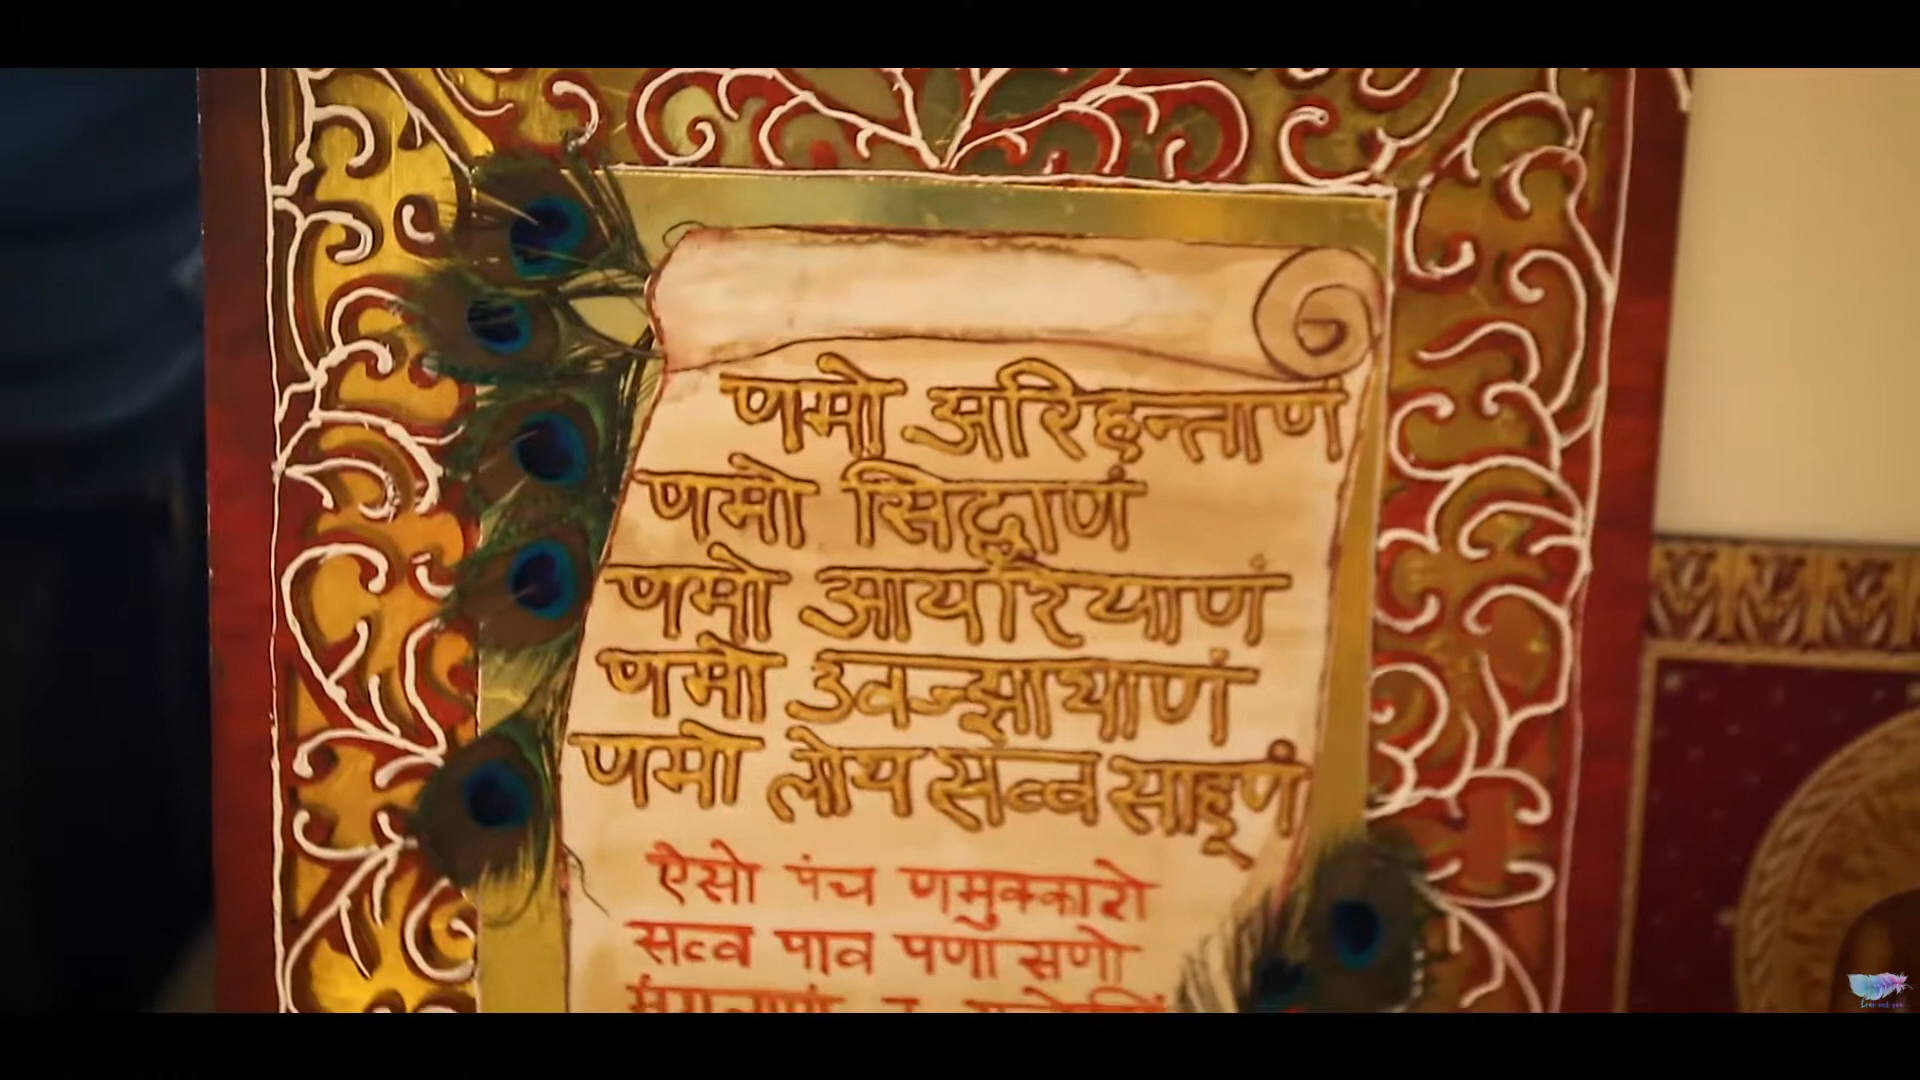 णमो अरिहन्ताणं
णमो सिद्धाणं
णमो आयरियाणं
णमो उवज्झायाणं
णमो लोय सव्व साहूणं
ऐसो पंच णमुक्कारो
सव्व पाव पणासणो